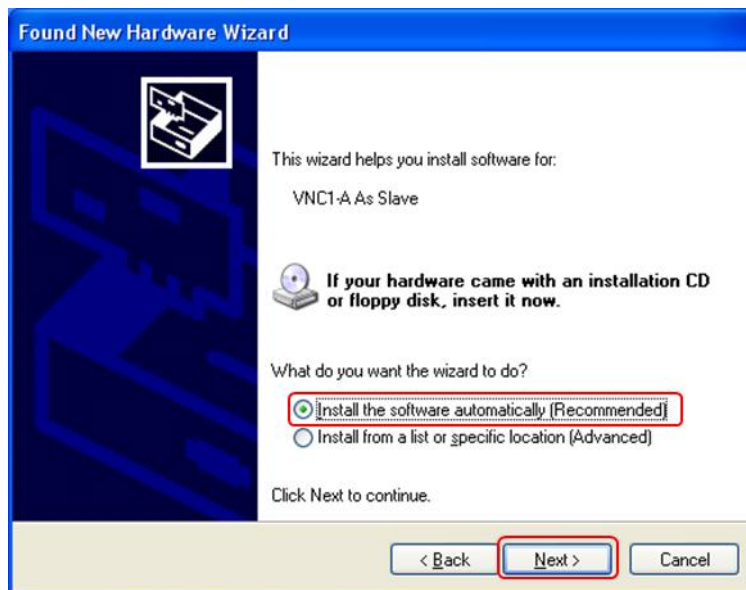 Found New Hardware Wizard
This wizard helps you install software for:
VNC1-A As Slave
If your hardware came with an installation CD
or floppy disk, insert it now.
What do you want the wizard to do?
Install the software automatically (Recommended)
Install from a list or specific location (Advanced)
Click Next to continue.
< Back Next > Cancel